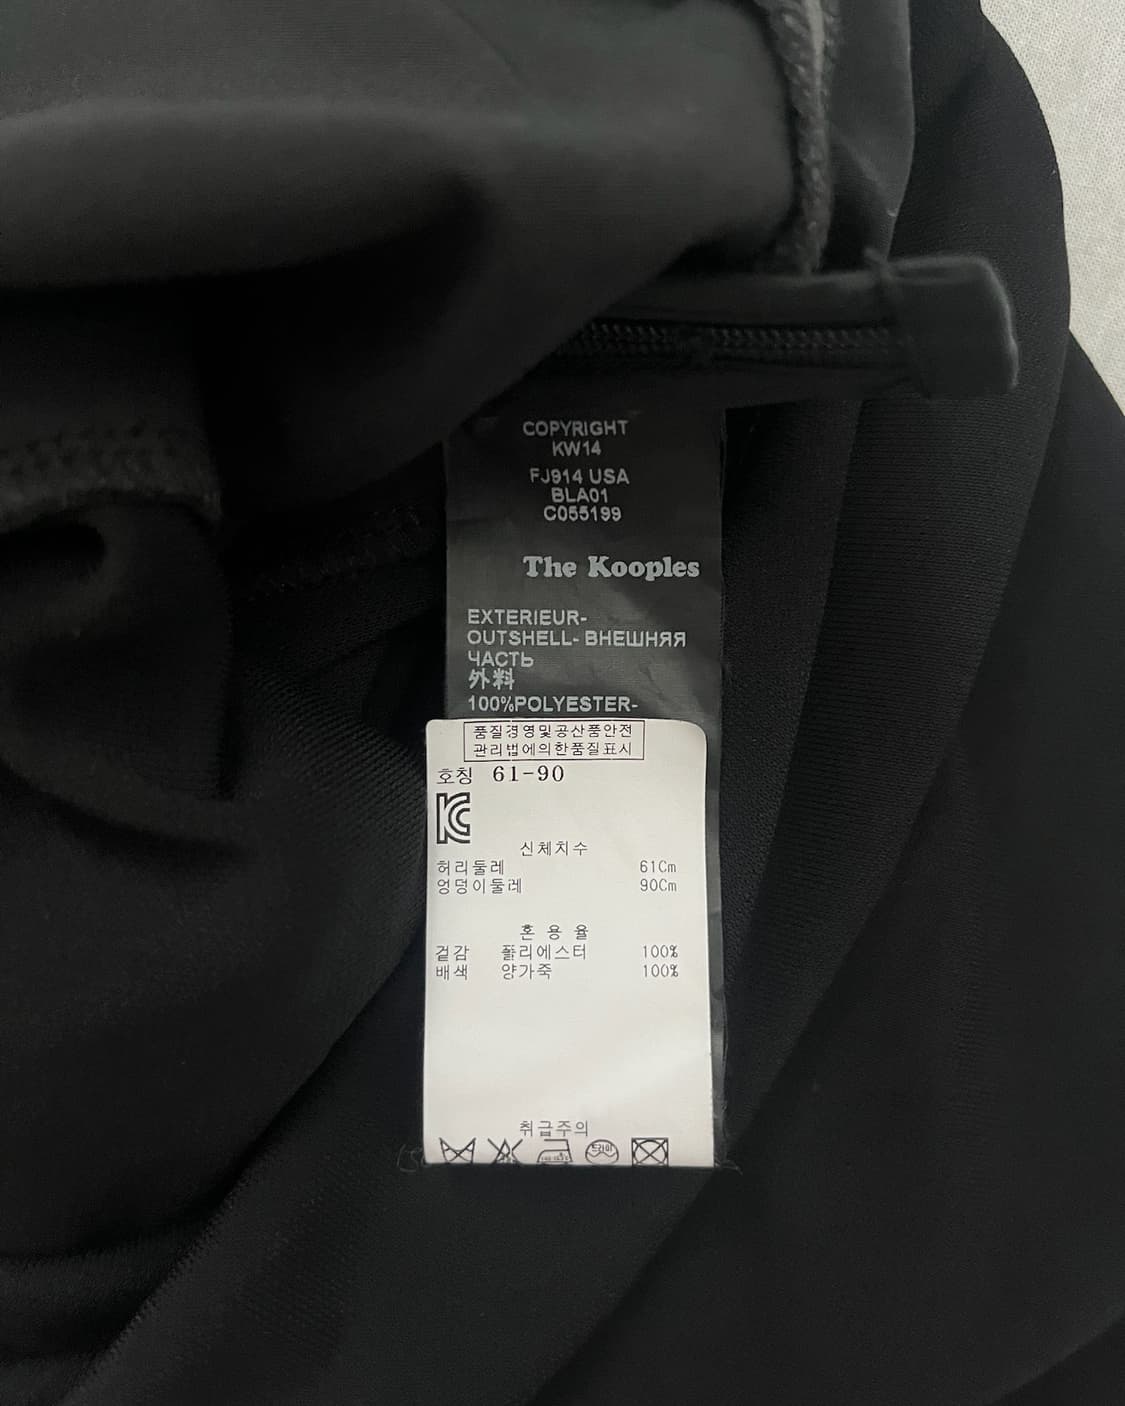 COPYRIGHT
KW14
FJ914 USA
BLA01
C055199
The Kooples
EXTERIEUR-
OUTSHELL- ВНЕШНЯЯ
ЧАСТЬ
外料
100%POLYESTER-
품질경영및공산품안전
관리법에의한품질표시
호칭 61-90
신체치수
허리둘레 61Cm
엉덩이둘레 90Cm
혼 용 율
겉감 폴리에스터 100%
배색 양가죽 100%
취급주의
드라이